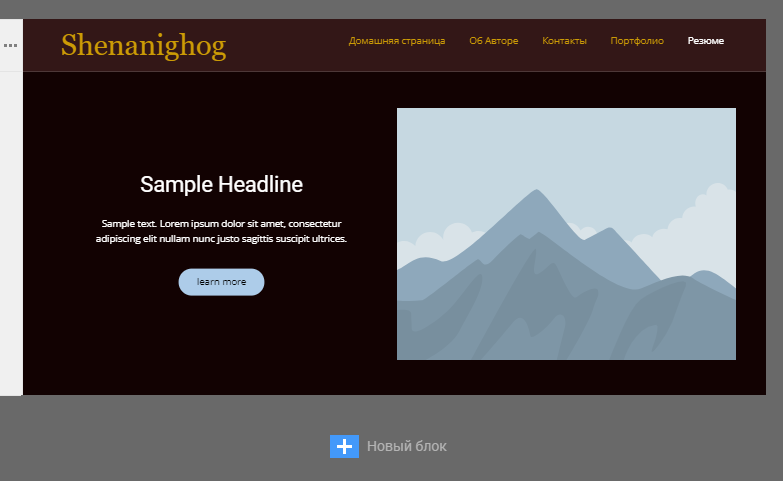 Shenanighog
Домашняя страница Об Авторе Контакты Портфолио Резюме
Sample Headline
Sample text. Lorem ipsum dolor sit amet, consectetur
adipiscing elit nullam nunc justo sagittis suscipit ultrices.
learn more
Новый блок